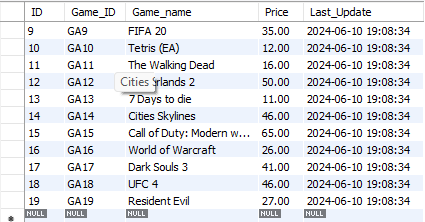 ID Game_ID Game_name Price Last_Update
9 GA9 FIFA 20 35.00 2024-06-10 19:08:34
10 GA10 Tetris (EA) 12.00 2024-06-10 19:08:34
11 GA11 The Walking Dead 16.00 2024-06-10 19:08:34
12 GA12 Cities Srlands 2 50.00 2024-06-10 19:08:34
13 GA13 7 Days to die 11.00 2024-06-10 19:08:34
14 GA14 Cities Skylines 46.00 2024-06-10 19:08:34
15 GA15 Call of Duty: Modern w... 65.00 2024-06-10 19:08:34
16 GA16 World of Warcraft 26.00 2024-06-10 19:08:34
17 GA17 Dark Souls 3 41.00 2024-06-10 19:08:34
18 GA18 UFC 4 46.00 2024-06-10 19:08:34
19 GA19 Resident Evil 27.00 2024-06-10 19:08:34
NULL NULL NULL NULL NULL